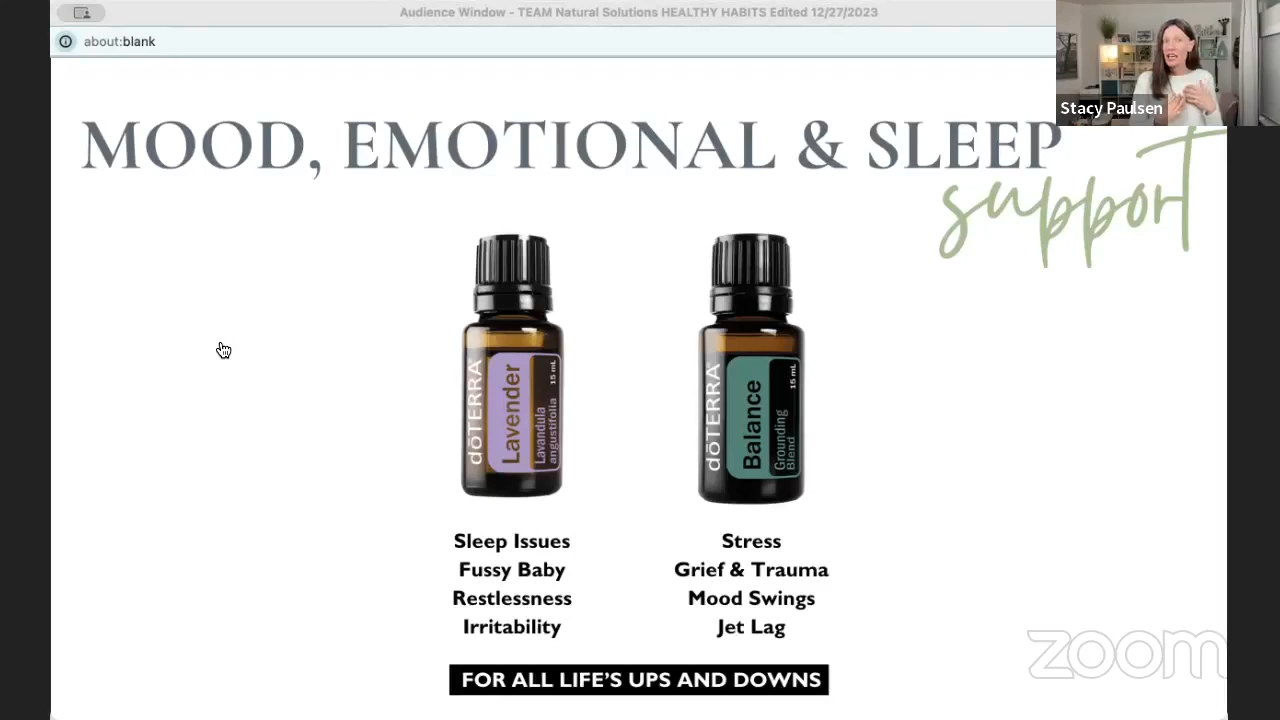 Audience Window - TEAM Natural Solutions HEALTHY HABITS Edited 12/27/2023
about:blank
Stacy Paulsen
MOOD, EMOTIONAL & SLEEP
support
dōTERRA
Lavender
Lavandula
angustifolia
15 mL
dōTERRA
Balance
Grounding
Blend
15 mL
Sleep Issues
Fussy Baby
Restlessness
Irritability
Stress
Grief & Trauma
Mood Swings
Jet Lag
FOR ALL LIFE'S UPS AND DOWNS
zoom